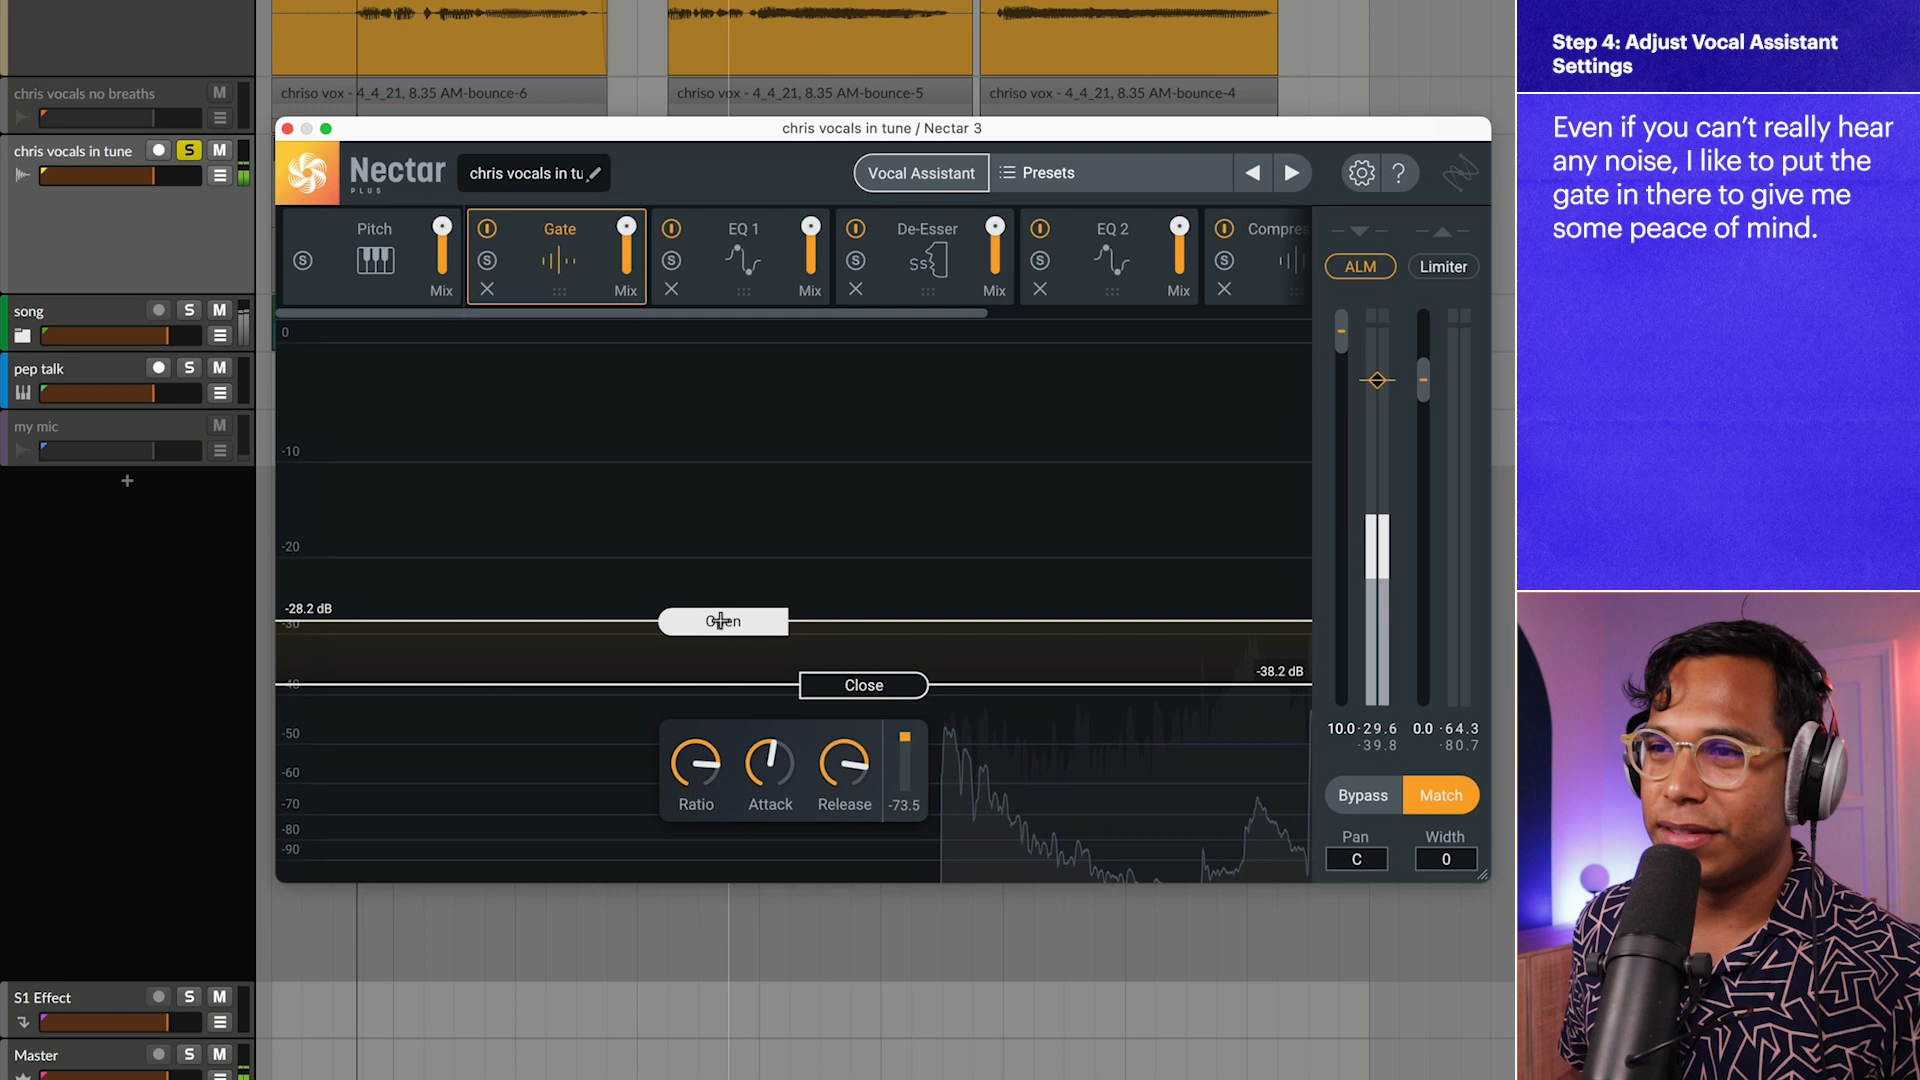 chris vocals no breaths
M
chris vocals in tune
S
M
song
S
M
pep talk
S
M
my mic
M
+
S1 Effect
S
M
Master
S
M
chriso vox - 4_4_21, 8.35 AM-bounce-6
chriso vox - 4_4_21, 8.35 AM-bounce-5
chriso vox - 4_4_21, 8.35 AM-bounce-4
chris vocals in tune / Nectar 3
Nectar
PLUS
chris vocals in tu
Vocal Assistant
Presets
?
Pitch
S
Mix
Gate
S
Mix
EQ 1
S
Mix
De-Esser
S
Ss
Mix
EQ 2
S
Mix
Compres
S
ALM
Limiter
0
-10
-20
-28.2 dB
-30
Open
-38.2 dB
-40
Close
-50
-60
-70
-80
-90
Ratio
Attack
Release
-73.5
10.0 -29.6
-39.8
0.0 -64.3
-80.7
Bypass
Match
Pan
Width
C
0
Step 4: Adjust Vocal Assistant
Settings
Even if you can't really hear
any noise, I like to put the
gate in there to give me
some peace of mind.